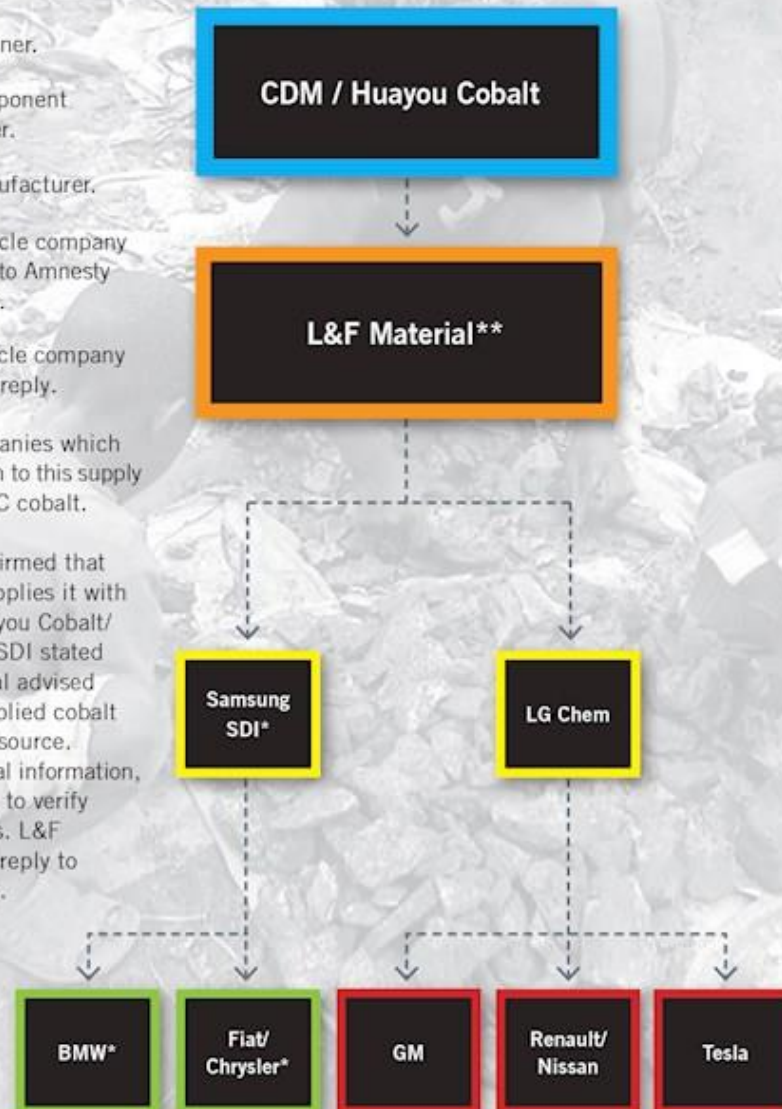 ner.
ponent
er.
ufacturer.
cle company
to Amnesty
.
cle company
reply.
anies which
n to this supply
C cobalt.
irmed that
pplies it with
you Cobalt/
SDI stated
al advised
plied cobalt
source.
al information,
to verify
s. L&F
reply to
.
CDM / Huayou Cobalt
L&F Material**
Samsung
SDI*
LG Chem
BMW*
Fiat/
Chrysler*
GM
Renault/
Nissan
Tesla